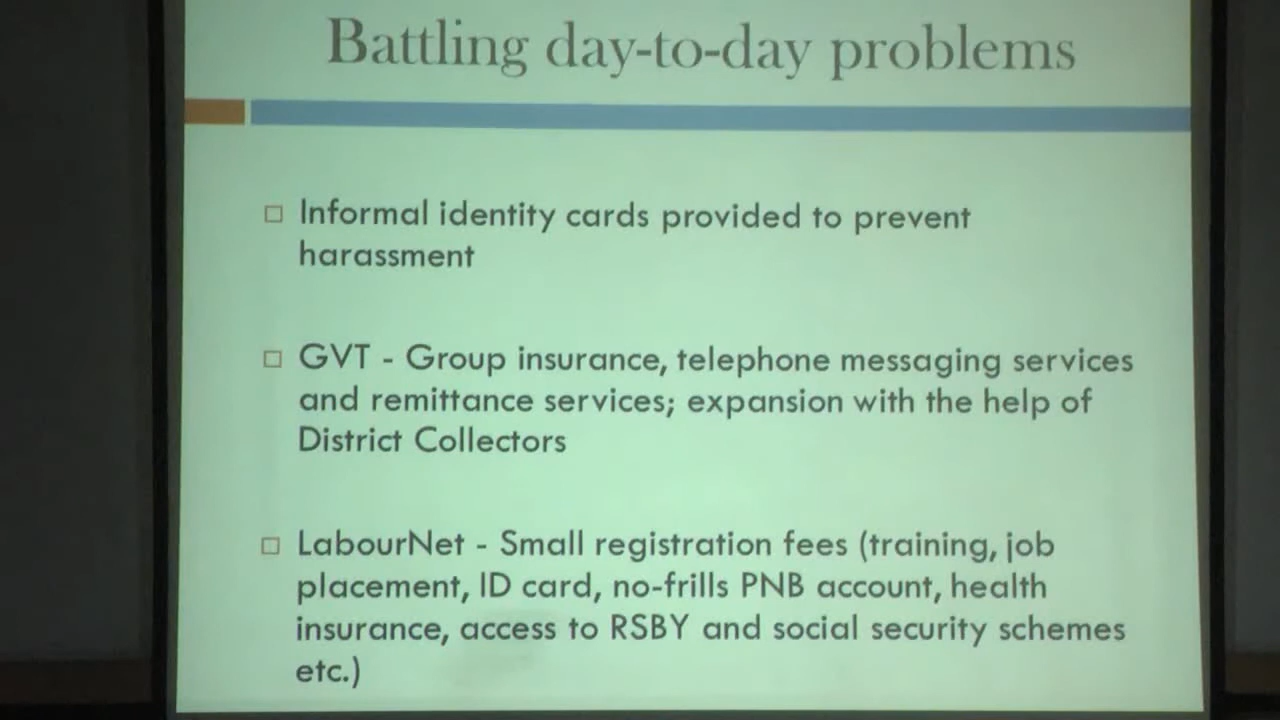 Battling day-to-day problems
Informal identity cards provided to prevent
harassment
GVT - Group insurance, telephone messaging services
and remittance services; expansion with the help of
District Collectors
LabourNet - Small registration fees (training, job
placement, ID card, no-frills PNB account, health
insurance, access to RSBY and social security schemes
etc.)